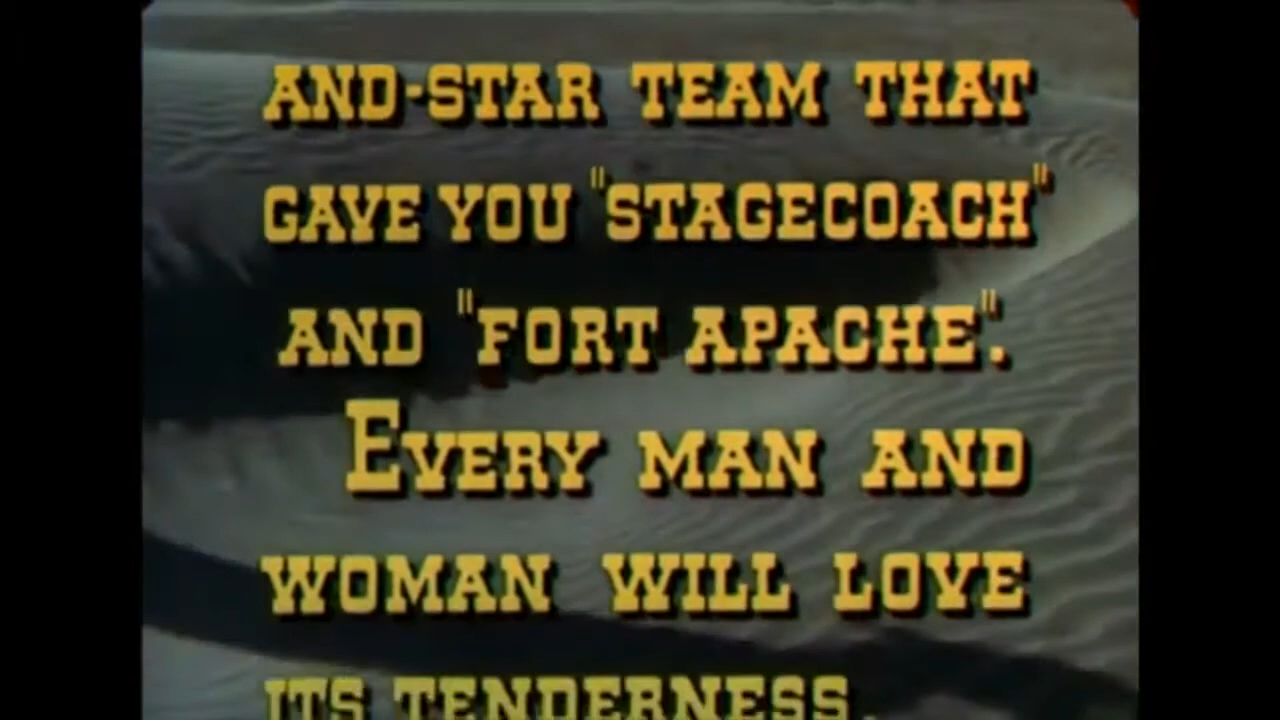 AND-STAR TEAM THAT
GAVE YOU "STAGECOACH"
AND "FORT APACHE".
EVERY MAN AND
WOMAN WILL LOVE
ITS TENDERNESS.